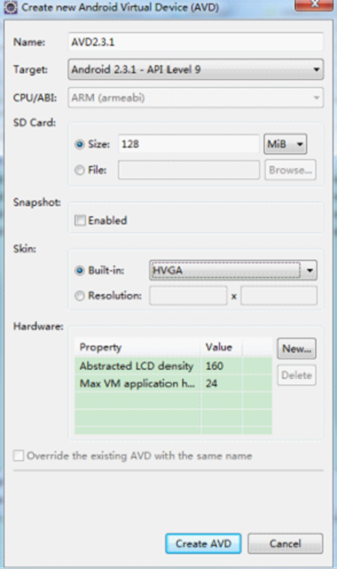 Create new Android Virtual Device (AVD)
Name: AVD2.3.1
Target: Android 2.3.1 - API Level 9
CPU/ABI: ARM (armeabi)
SD Card:
Size: 128 MiB
File: Browse...
Snapshot:
Enabled
Skin:
Built-in: HVGA
Resolution: x
Hardware:
Property Value New...
Abstracted LCD density 160
Delete
Max VM application h... 24
Override the existing AVD with the same name
Create AVD Cancel